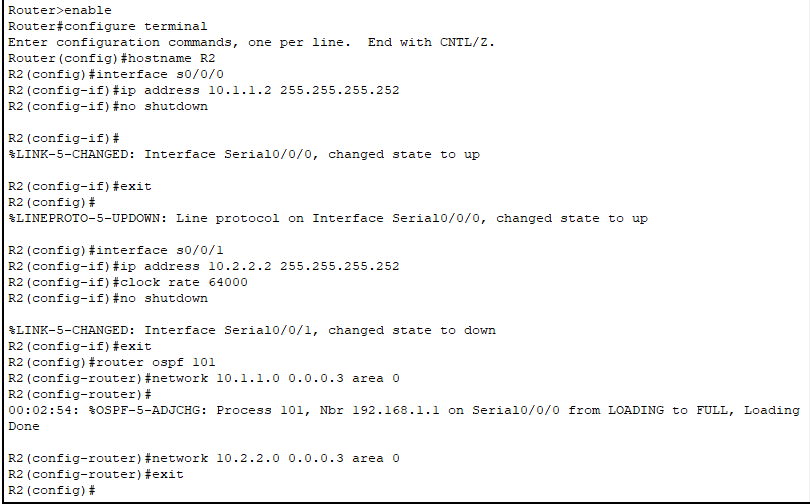 Router>enable
Router#configure terminal
Enter configuration commands, one per line.  End with CNTL/Z.
Router(config)#hostname R2
R2(config)#interface s0/0/0
R2(config-if)#ip address 10.1.1.2 255.255.255.252
R2(config-if)#no shutdown

R2(config-if)#
%LINK-5-CHANGED: Interface Serial0/0/0, changed state to up

R2(config-if)#exit
R2(config)#
%LINEPROTO-5-UPDOWN: Line protocol on Interface Serial0/0/0, changed state to up

R2(config)#interface s0/0/1
R2(config-if)#ip address 10.2.2.2 255.255.255.252
R2(config-if)#clock rate 64000
R2(config-if)#no shutdown

%LINK-5-CHANGED: Interface Serial0/0/1, changed state to down
R2(config-if)#exit
R2(config)#router ospf 101
R2(config-router)#network 10.1.1.0 0.0.0.3 area 0
R2(config-router)#
00:02:54: %OSPF-5-ADJCHG: Process 101, Nbr 192.168.1.1 on Serial0/0/0 from LOADING to FULL, Loading
Done

R2(config-router)#network 10.2.2.0 0.0.0.3 area 0
R2(config-router)#exit
R2(config)#